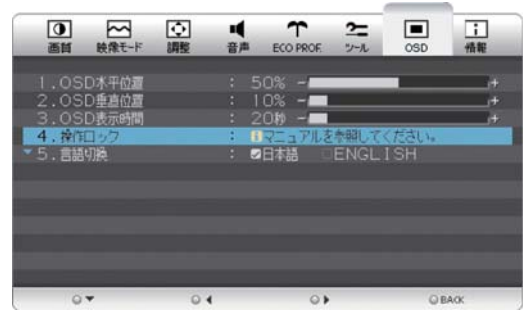 画質 映像モード 調整 音声 ECO PROF. ツール OSD 情報
1.OSD水平位置 : 50% - +
2.OSD垂直位置 : 10% - +
3.OSD表示時間 : 20秒 - +
4.操作ロック : iマニュアルを参照してください。
5.言語切換 : 日本語 ENGLISH
BACK